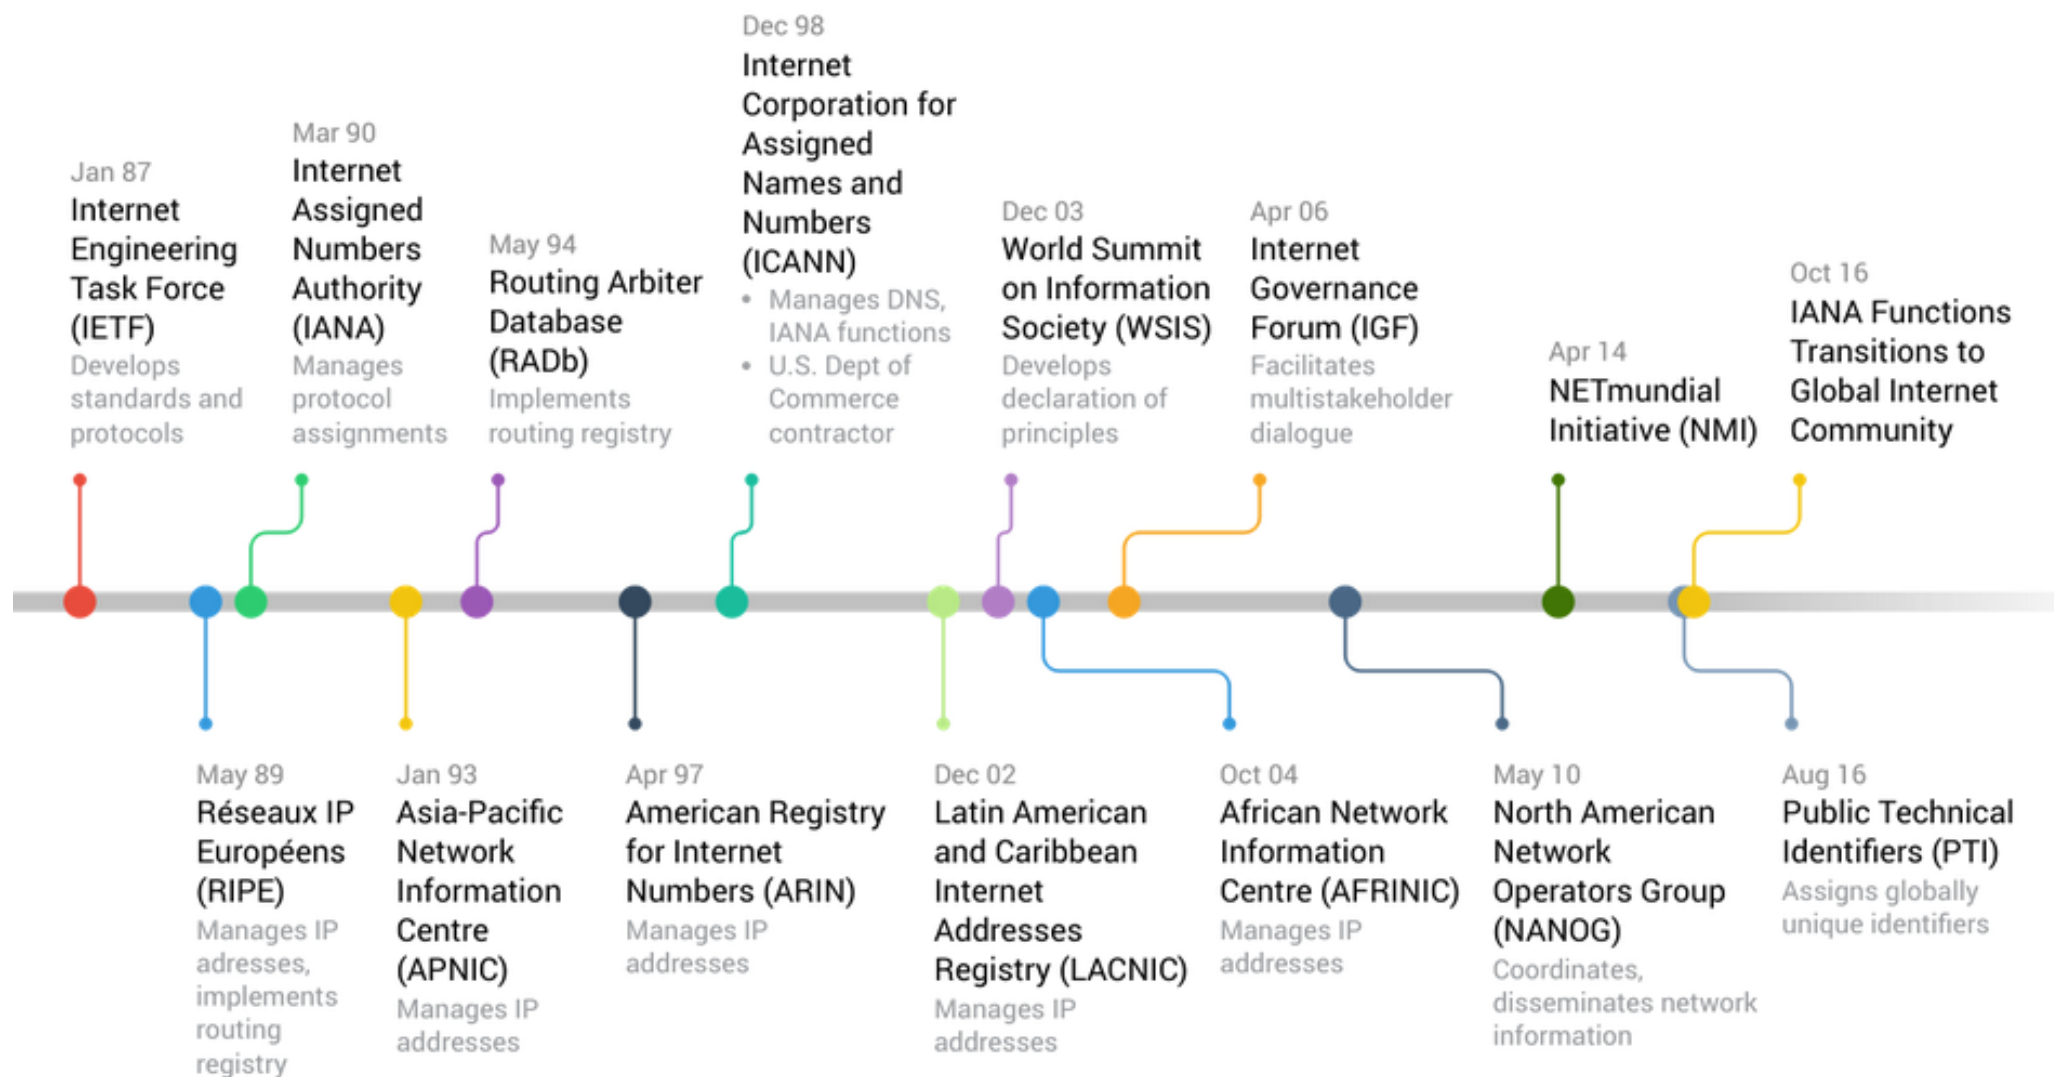 Jan 87
Internet
Engineering
Task Force
(IETF)
Develops
standards and
protocols
Mar 90
Internet
Assigned
Numbers
Authority
(IANA)
Manages
protocol
assignments
May 94
Routing Arbiter
Database
(RADb)
Implements
routing registry
Dec 98
Internet
Corporation for
Assigned
Names and
Numbers
(ICANN)
• Manages DNS,
IANA functions
• U.S. Dept of
Commerce
contractor
Dec 03
World Summit
on Information
Society (WSIS)
Develops
declaration of
principles
Apr 06
Internet
Governance
Forum (IGF)
Facilitates
multistakeholder
dialogue
Apr 14
NETmundial
Initiative (NMI)
Oct 16
IANA Functions
Transitions to
Global Internet
Community
May 89
Réseaux IP
Européens
(RIPE)
Manages IP
adresses,
implements
routing
registry
Jan 93
Asia-Pacific
Network
Information
Centre
(APNIC)
Manages IP
addresses
Apr 97
American Registry
for Internet
Numbers (ARIN)
Manages IP
addresses
Dec 02
Latin American
and Caribbean
Internet
Addresses
Registry (LACNIC)
Manages IP
addresses
Oct 04
African Network
Information
Centre (AFRINIC)
Manages IP
addresses
May 10
North American
Network
Operators Group
(NANOG)
Coordinates,
disseminates network
information
Aug 16
Public Technical
Identifiers (PTI)
Assigns globally
unique identifiers